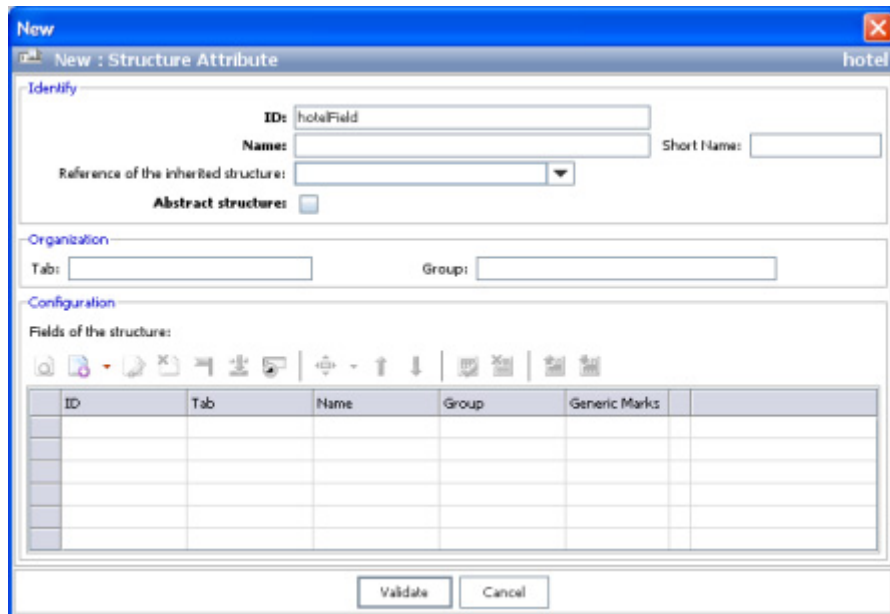 New
New : Structure Attribute hotel
Identify
ID: hotelField
Name: Short Name:
Reference of the inherited structure:
Abstract structure:
Organization
Tab: Group:
Configuration
Fields of the structure:
ID Tab Name Group Generic Marks
Validate Cancel